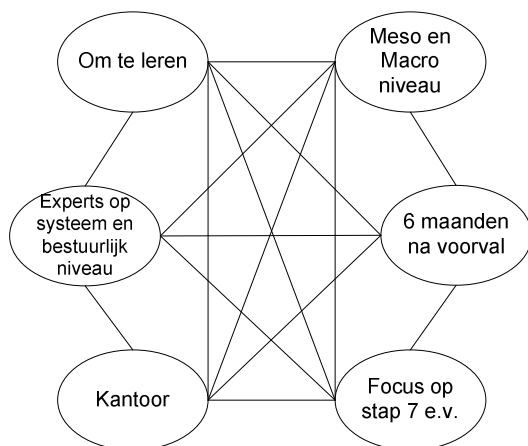 Om te leren
Meso en
Macro
niveau
Experts op
systeem en
bestuurlijk
niveau
6 maanden
na voorval
Kantoor
Focus op
stap 7 e.v.